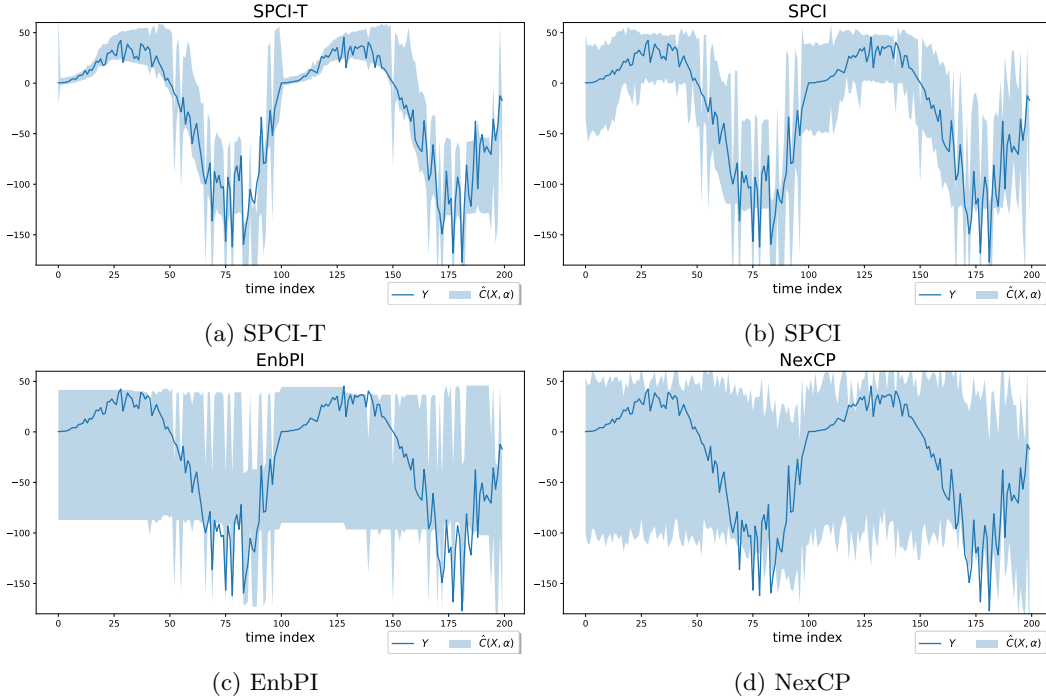 SPCI-T
50
0
−50
−100
−150
0 25 50 75 100 125 150 175 200
time index
Y Ĉ(X, α)
(a) SPCI-T
SPCI
50
0
−50
−100
−150
0 25 50 75 100 125 150 175 200
time index
Y Ĉ(X, α)
(b) SPCI
EnbPI
50
0
−50
−100
−150
0 25 50 75 100 125 150 175 200
time index
Y Ĉ(X, α)
(c) EnbPI
NexCP
50
0
−50
−100
−150
0 25 50 75 100 125 150 175 200
time index
Y Ĉ(X, α)
(d) NexCP